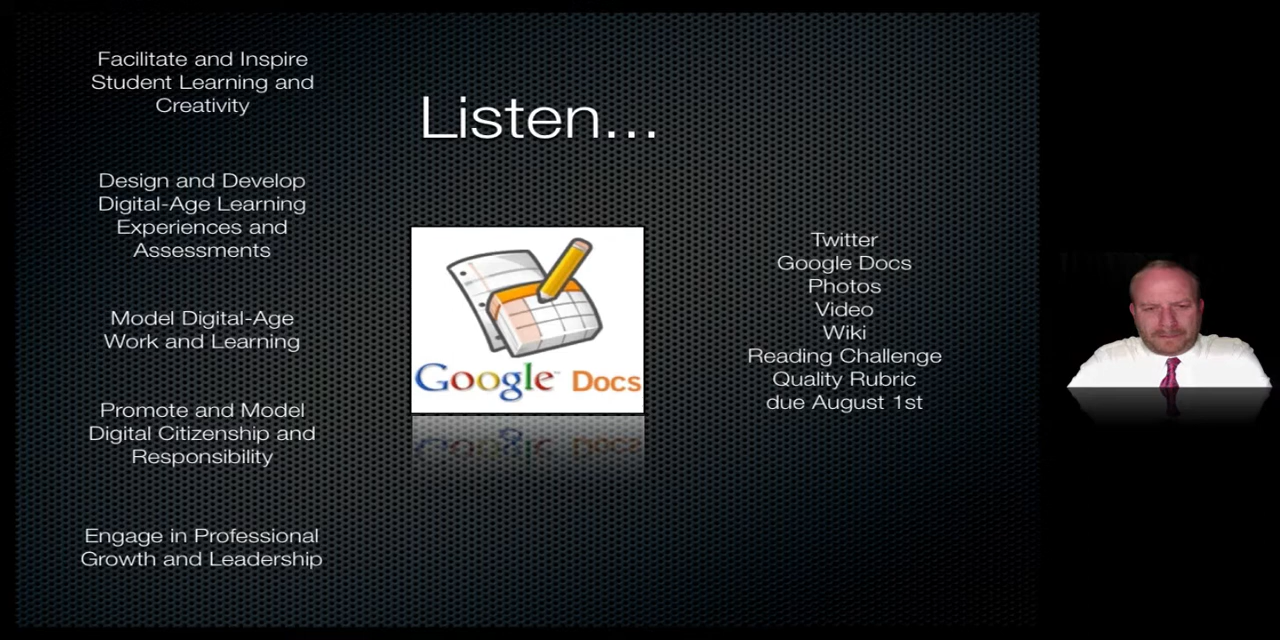 Facilitate and Inspire
Student Learning and
Creativity
Design and Develop
Digital-Age Learning
Experiences and
Assessments
Model Digital-Age
Work and Learning
Promote and Model
Digital Citizenship and
Responsibility
Engage in Professional
Growth and Leadership
Listen...
Google™ Docs
Twitter
Google Docs
Photos
Video
Wiki
Reading Challenge
Quality Rubric
due August 1st